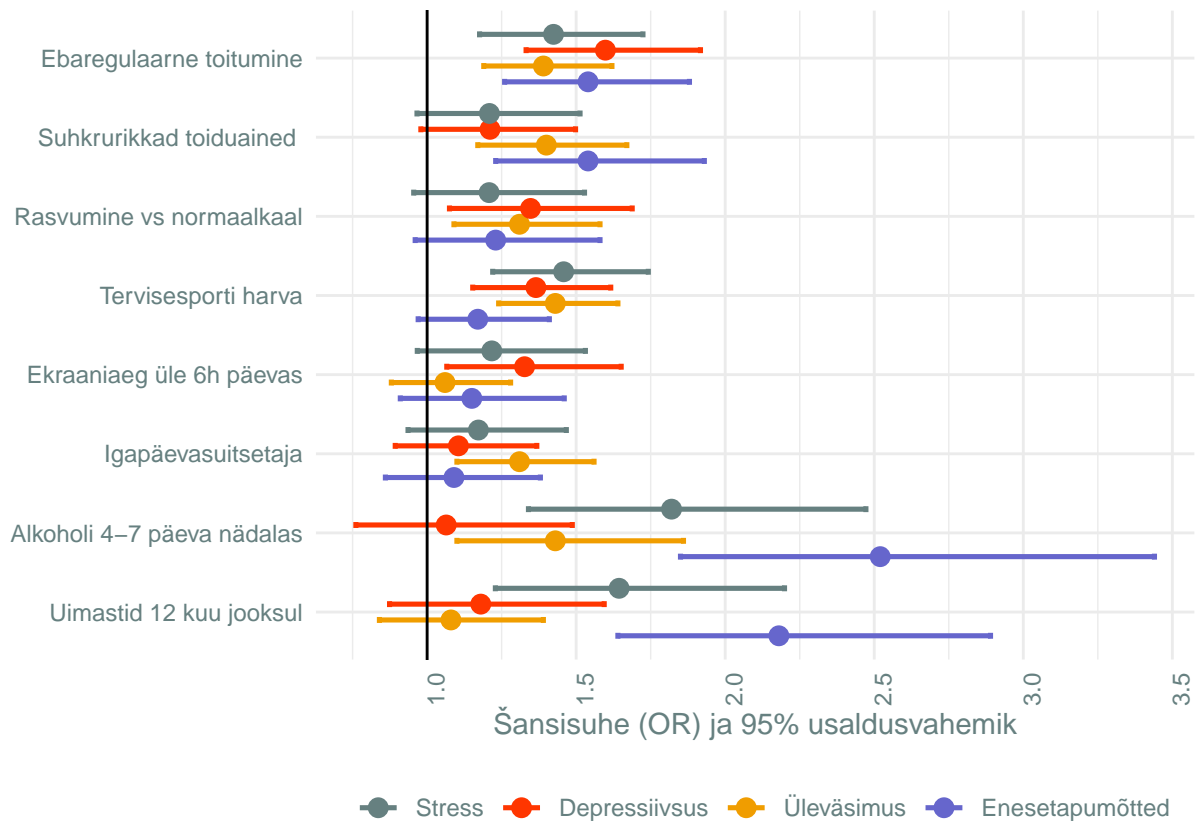 Ebaregulaarne toitumine
Suhkrurikkad toiduained
Rasvumine vs normaalkaal
Tervisesporti harva
Ekraaniaeg üle 6h päevas
Igapäevasuitsetaja
Alkoholi 4−7 päeva nädalas
Uimastid 12 kuu jooksul
1.0 1.5 2.0 2.5 3.0 3.5
Šansisuhe (OR) ja 95% usaldusvahemik
Stress Depressiivsus Üleväsimus Enesetapumõtted